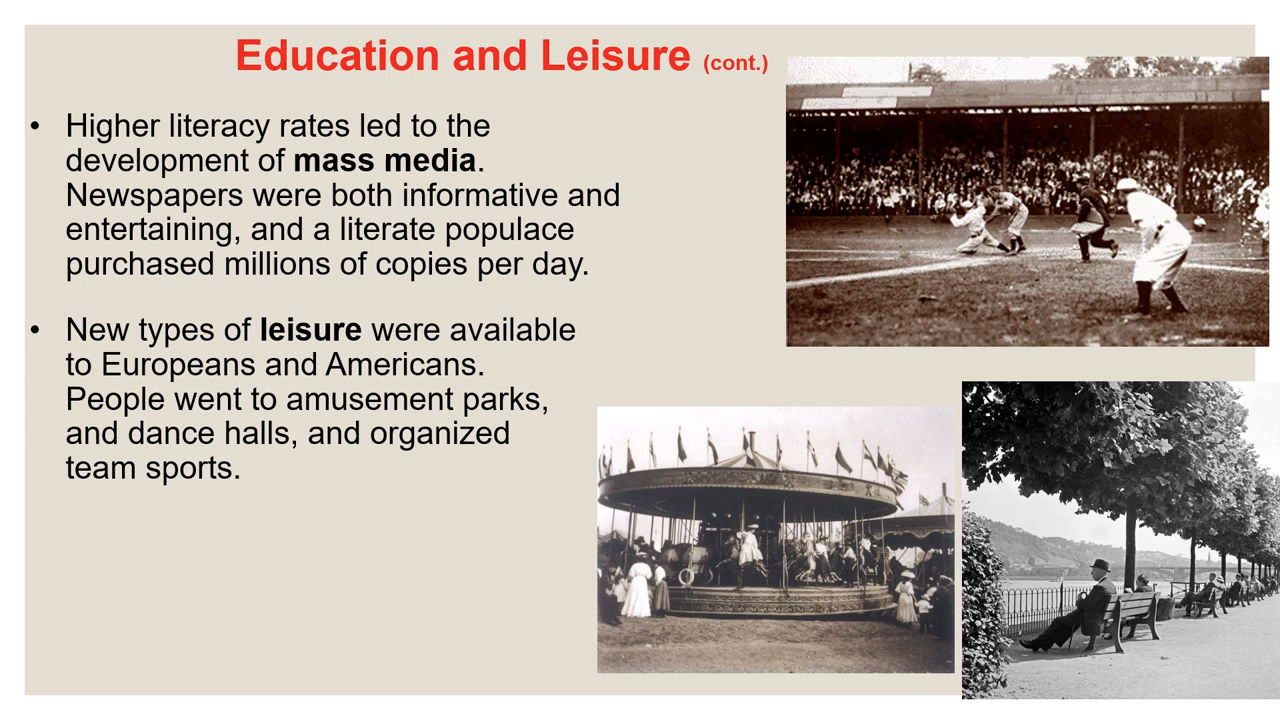 Education and Leisure (cont.)
• Higher literacy rates led to the
development of mass media.
Newspapers were both informative and
entertaining, and a literate populace
purchased millions of copies per day.
• New types of leisure were available
to Europeans and Americans.
People went to amusement parks,
and dance halls, and organized
team sports.